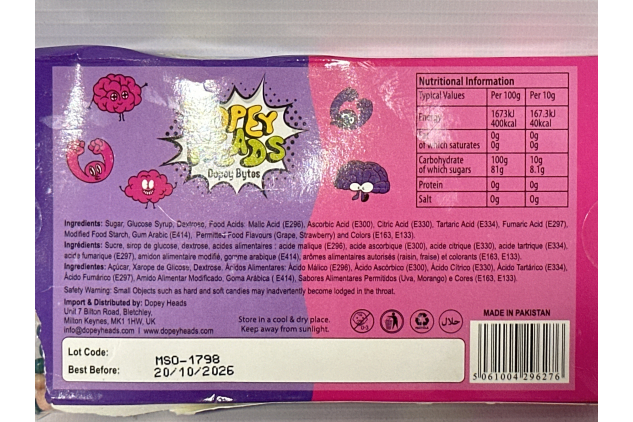 DOPEY
HEADS
Dopey Bytes
Nutritional Information
Typical Values Per 100g Per 10g
Energy 1673kJ 167.3kJ
400kcal 40kcal
0g 0g
of which saturates 0g 0g
Carbohydrate 100g 10g
of which sugars 81g 8.1g
Protein 0g 0g
Salt 0g 0g
Ingredients: Sugar, Glucose Syrup, Dextrose, Food Acids: Malic Acid (E296), Ascorbic Acid (E300), Citric Acid (E330), Tartaric Acid (E334), Fumaric Acid (E297),
Modified Food Starch, Gum Arabic (E414), Permitted Food Flavours (Grape, Strawberry) and Colors (E163, E133).
Ingrédients: Sucre, sirop de glucose, dextrose, acides alimentaires : acide malique (E296), acide ascorbique (E300), acide citrique (E330), acide tartrique (E334),
acide fumarique (E297), amidon alimentaire modifié, gomme arabique (E414), arômes alimentaires autorisés (raisin, fraise) et colorants (E163, E133).
Ingredientes: Açúcar, Xarope de Glicose, Dextrose, Ácidos Alimentares: Ácido Málico (E296), Ácido Ascórbico (E300), Ácido Cítrico (E330), Ácido Tartárico (E334),
Ácido Fumárico (E297), Amido Alimentar Modificado, Goma Arábica (E414), Sabores Alimentares Permitidos (Uva, Morango) e Cores (E163, E133).
Safety Warning: Small Objects such as hard and soft candies may inadvertently become lodged in the throat.
Import & Distributed by: Dopey Heads
Unit 7 Bilton Road, Bletchley,
Milton Keynes, MK1 1HW, UK
info@dopeyheads.com | www.dopeyheads.com
Store in a cool & dry place.
Keep away from sunlight.
0-3
حلال
MADE IN PAKISTAN
Lot Code: MSO-1798
Best Before: 20/10/2026
5 061004 296276